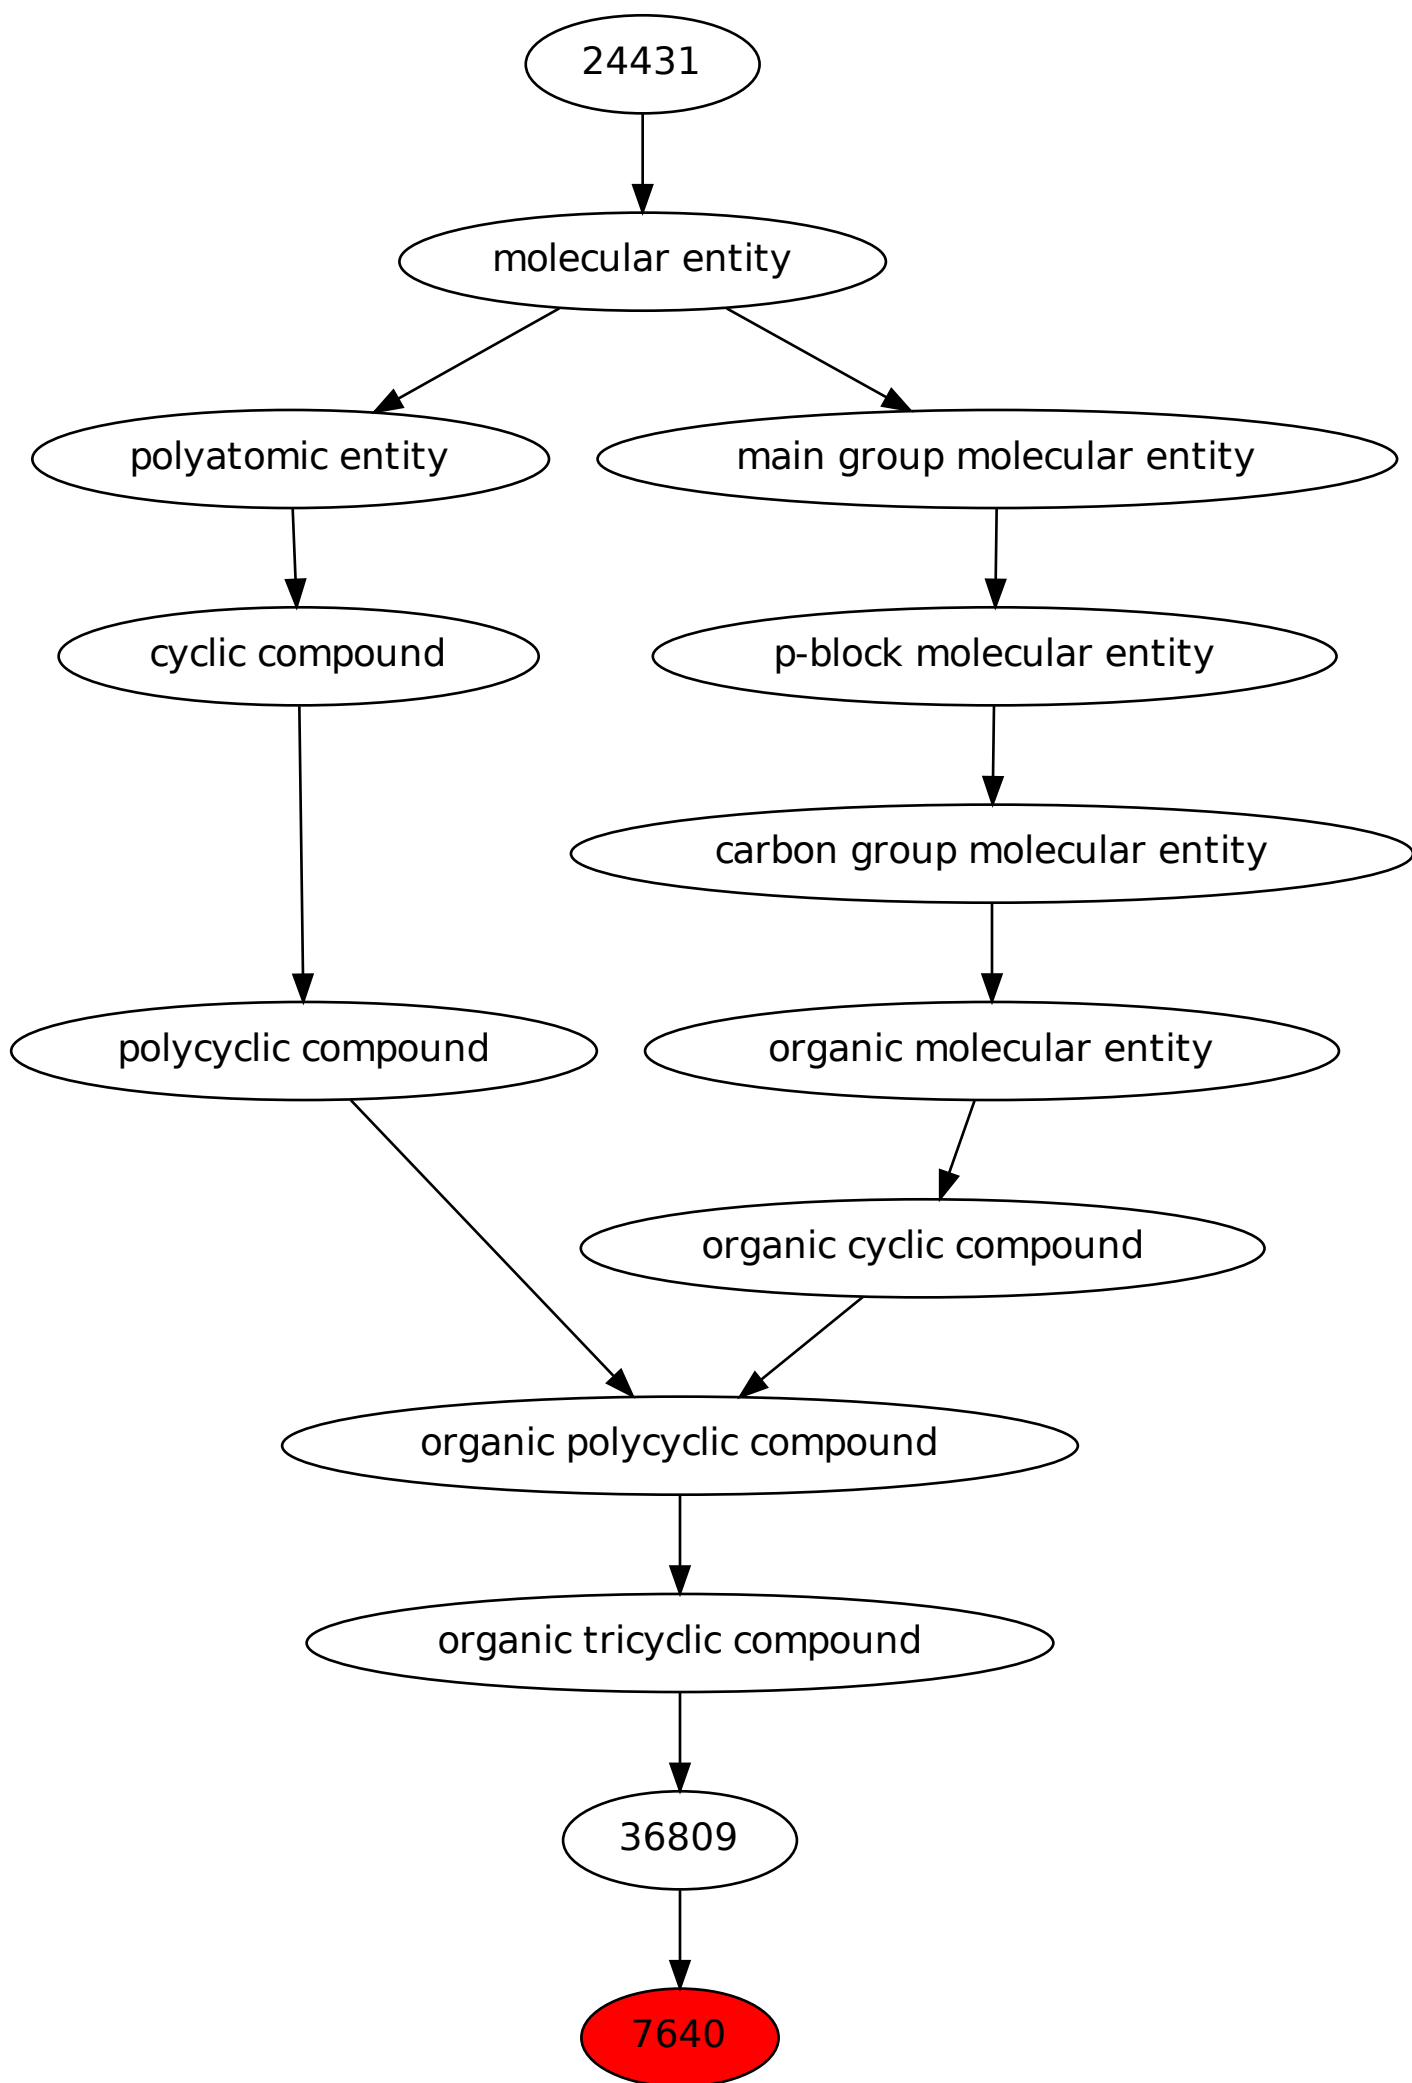 24431
molecular entity
polyatomic entity
main group molecular entity
cyclic compound
p-block molecular entity
carbon group molecular entity
polycyclic compound
organic molecular entity
organic cyclic compound
organic polycyclic compound
organic tricyclic compound
36809
7640